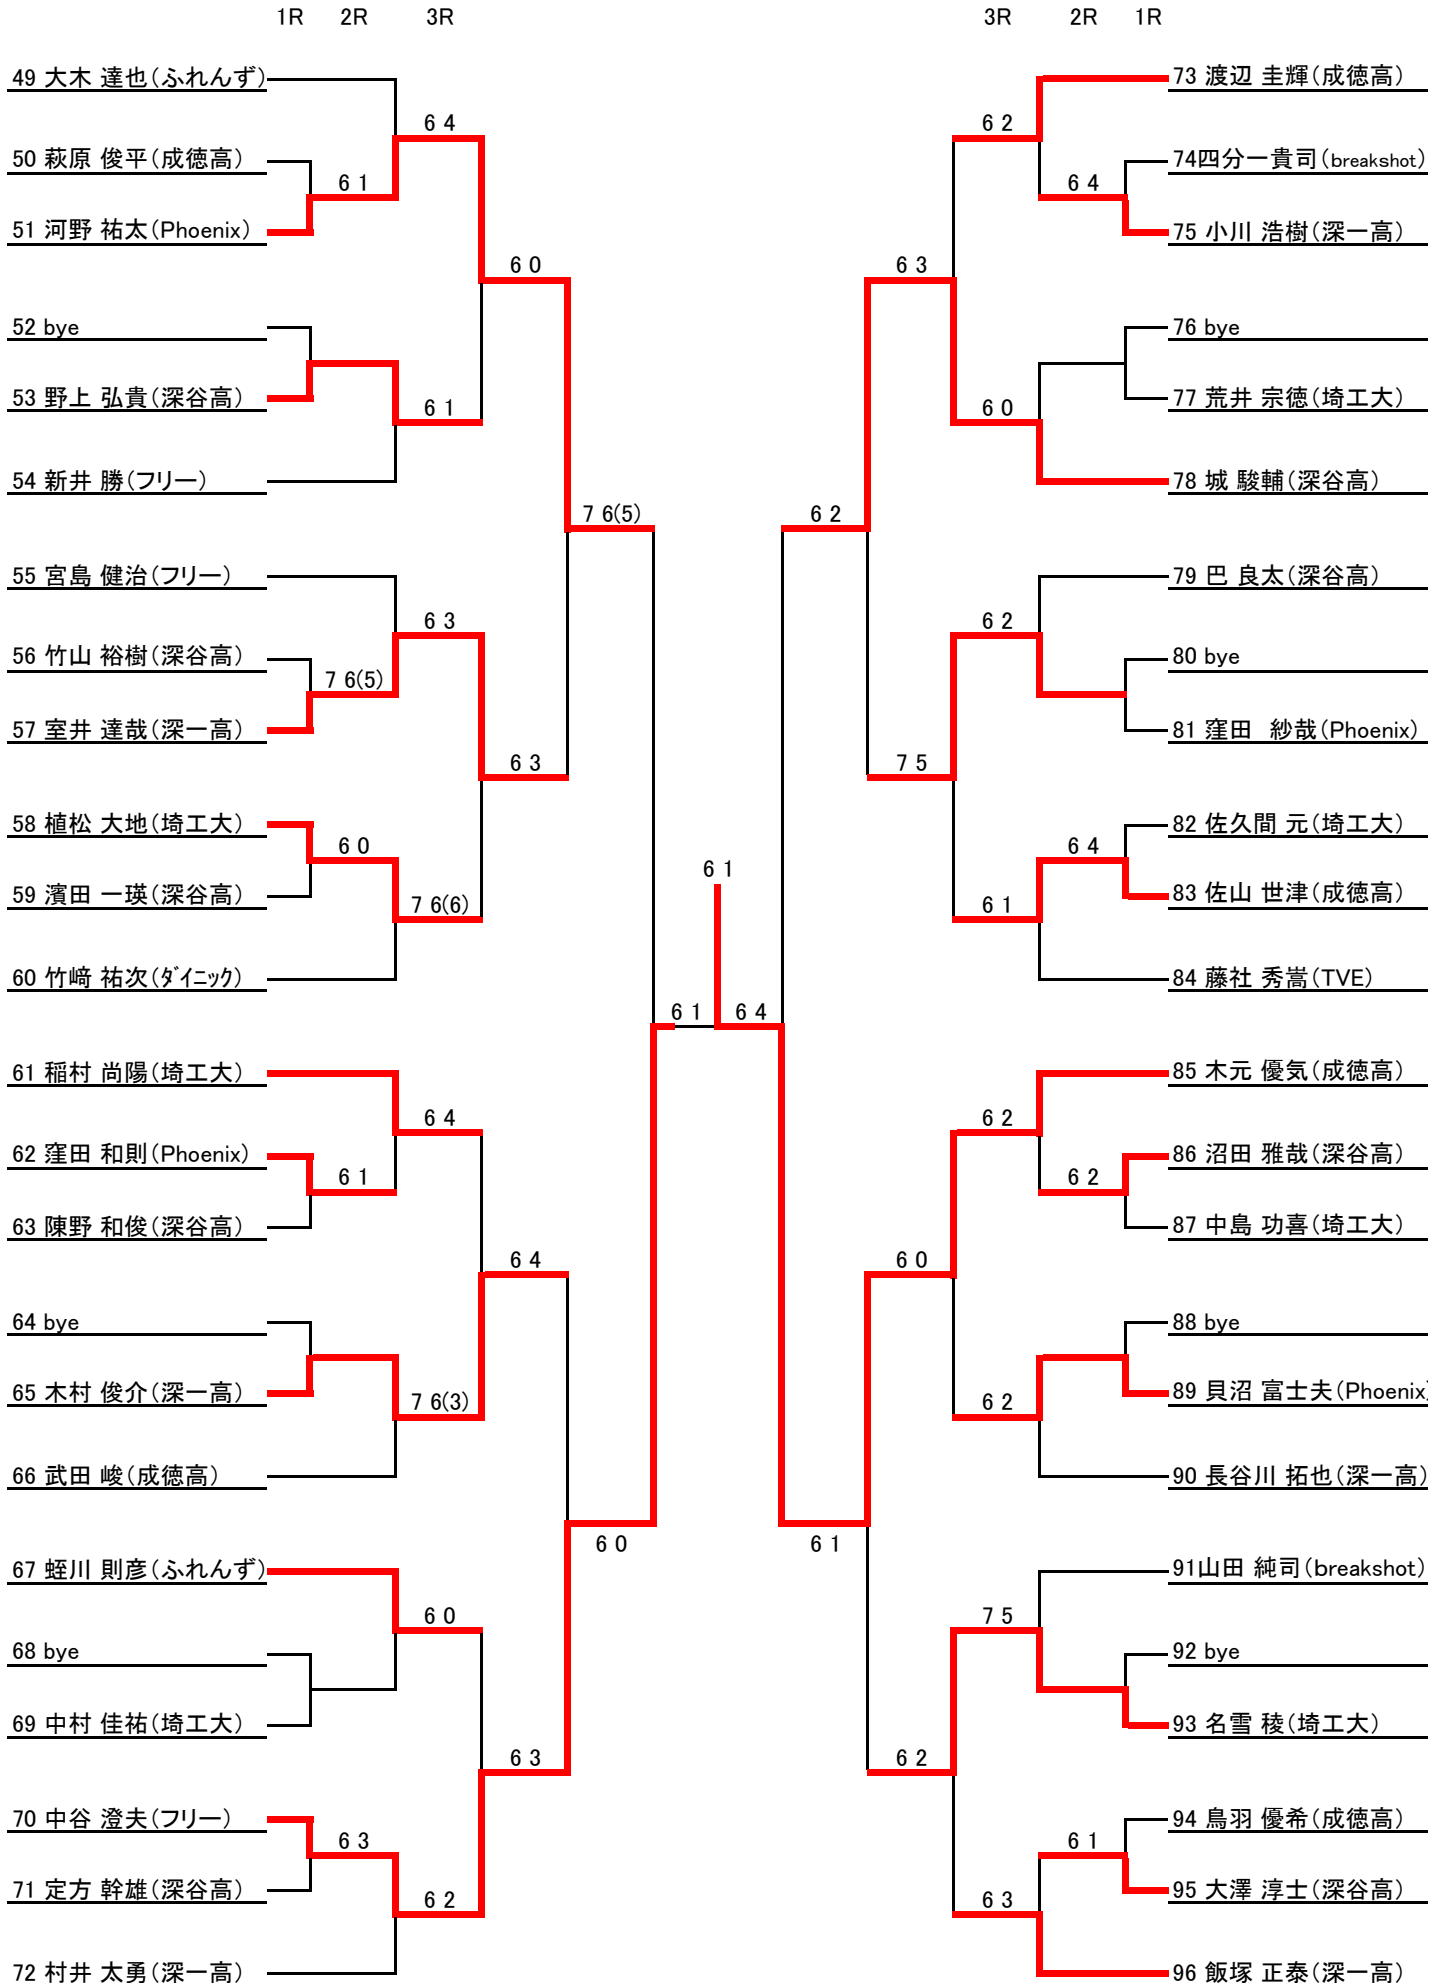 1R 2R 3R 3R 2R 1R
49 大木 達也(ふれんず)
6 4
50 萩原 俊平(成徳高)
6 1
51 河野 祐太(Phoenix)
6 0
52 bye
53 野上 弘貴(深谷高)
6 1
54 新井 勝(フリー)
7 6(5)
55 宮島 健治(フリー)
6 3
56 竹山 裕樹(深谷高)
7 6(5)
57 室井 達哉(深一高)
6 3
58 植松 大地(埼工大)
6 0
59 濱田 一瑛(深谷高)
7 6(6)
60 竹﨑 祐次(ダイニック)
6 1
61 稲村 尚陽(埼工大)
6 4
62 窪田 和則(Phoenix)
6 1
63 陳野 和俊(深谷高)
6 4
64 bye
65 木村 俊介(深一高)
7 6(3)
66 武田 峻(成徳高)
6 0
67 蛭川 則彦(ふれんず)
6 0
68 bye
69 中村 佳祐(埼工大)
6 3
70 中谷 澄夫(フリー)
6 3
71 定方 幹雄(深谷高)
6 2
72 村井 太勇(深一高)
6 1
73 渡辺 圭輝(成徳高)
6 2
74四分一貴司(breakshot)
6 4
75 小川 浩樹(深一高)
6 3
76 bye
77 荒井 宗徳(埼工大)
6 0
78 城 駿輔(深谷高)
6 2
79 巴 良太(深谷高)
6 2
80 bye
81 窪田 紗哉(Phoenix)
7 5
82 佐久間 元(埼工大)
6 4
83 佐山 世津(成徳高)
6 1
84 藤社 秀嵩(TVE)
6 4
85 木元 優気(成徳高)
6 2
86 沼田 雅哉(深谷高)
6 2
87 中島 功喜(埼工大)
6 0
88 bye
89 貝沼 富士夫(Phoenix)
6 2
90 長谷川 拓也(深一高)
6 1
91山田 純司(breakshot)
7 5
92 bye
93 名雪 稜(埼工大)
6 2
94 鳥羽 優希(成徳高)
6 1
95 大澤 淳士(深谷高)
6 3
96 飯塚 正泰(深一高)